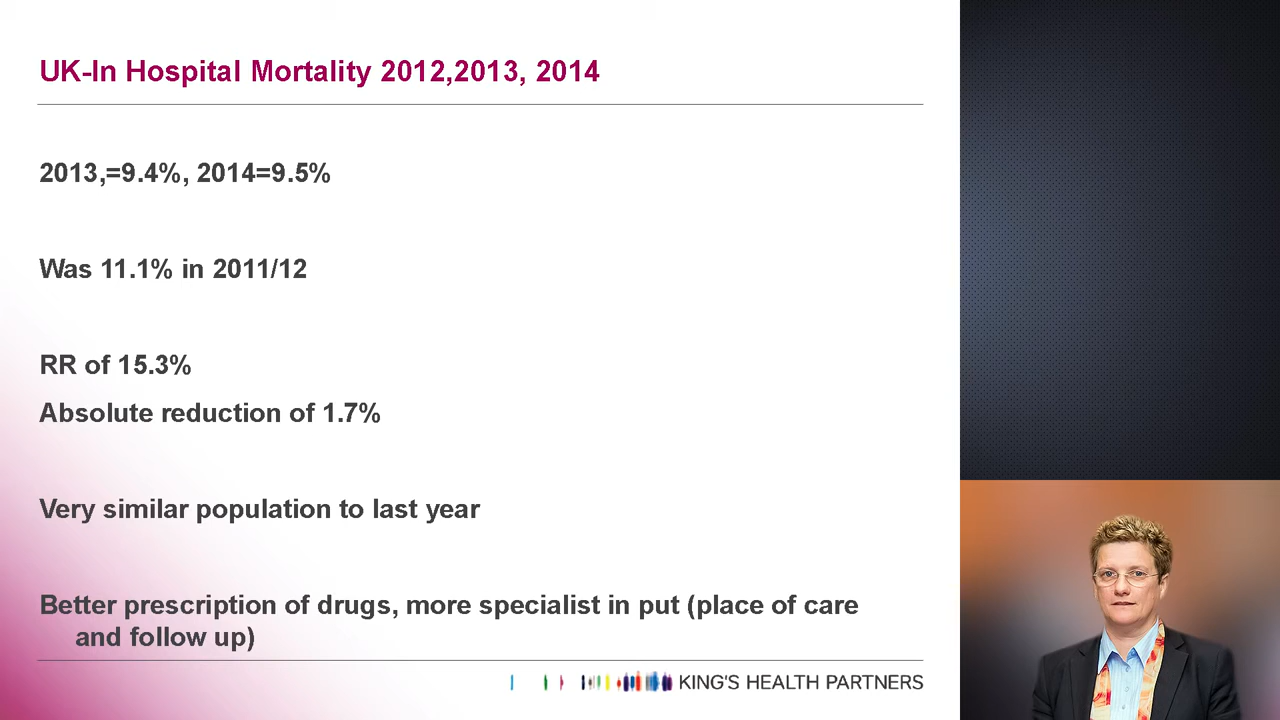 UK-In Hospital Mortality 2012,2013, 2014
2013,=9.4%, 2014=9.5%
Was 11.1% in 2011/12
RR of 15.3%
Absolute reduction of 1.7%
Very similar population to last year
Better prescription of drugs, more specialist in put (place of care
and follow up)
KING'S HEALTH PARTNERS